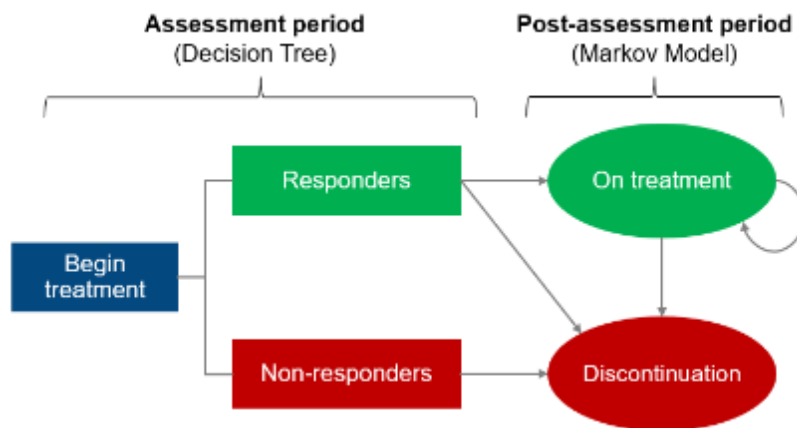 Assessment period
(Decision Tree)
Post-assessment period
(Markov Model)
Responders
On treatment
Begin
treatment
Non-responders
Discontinuation